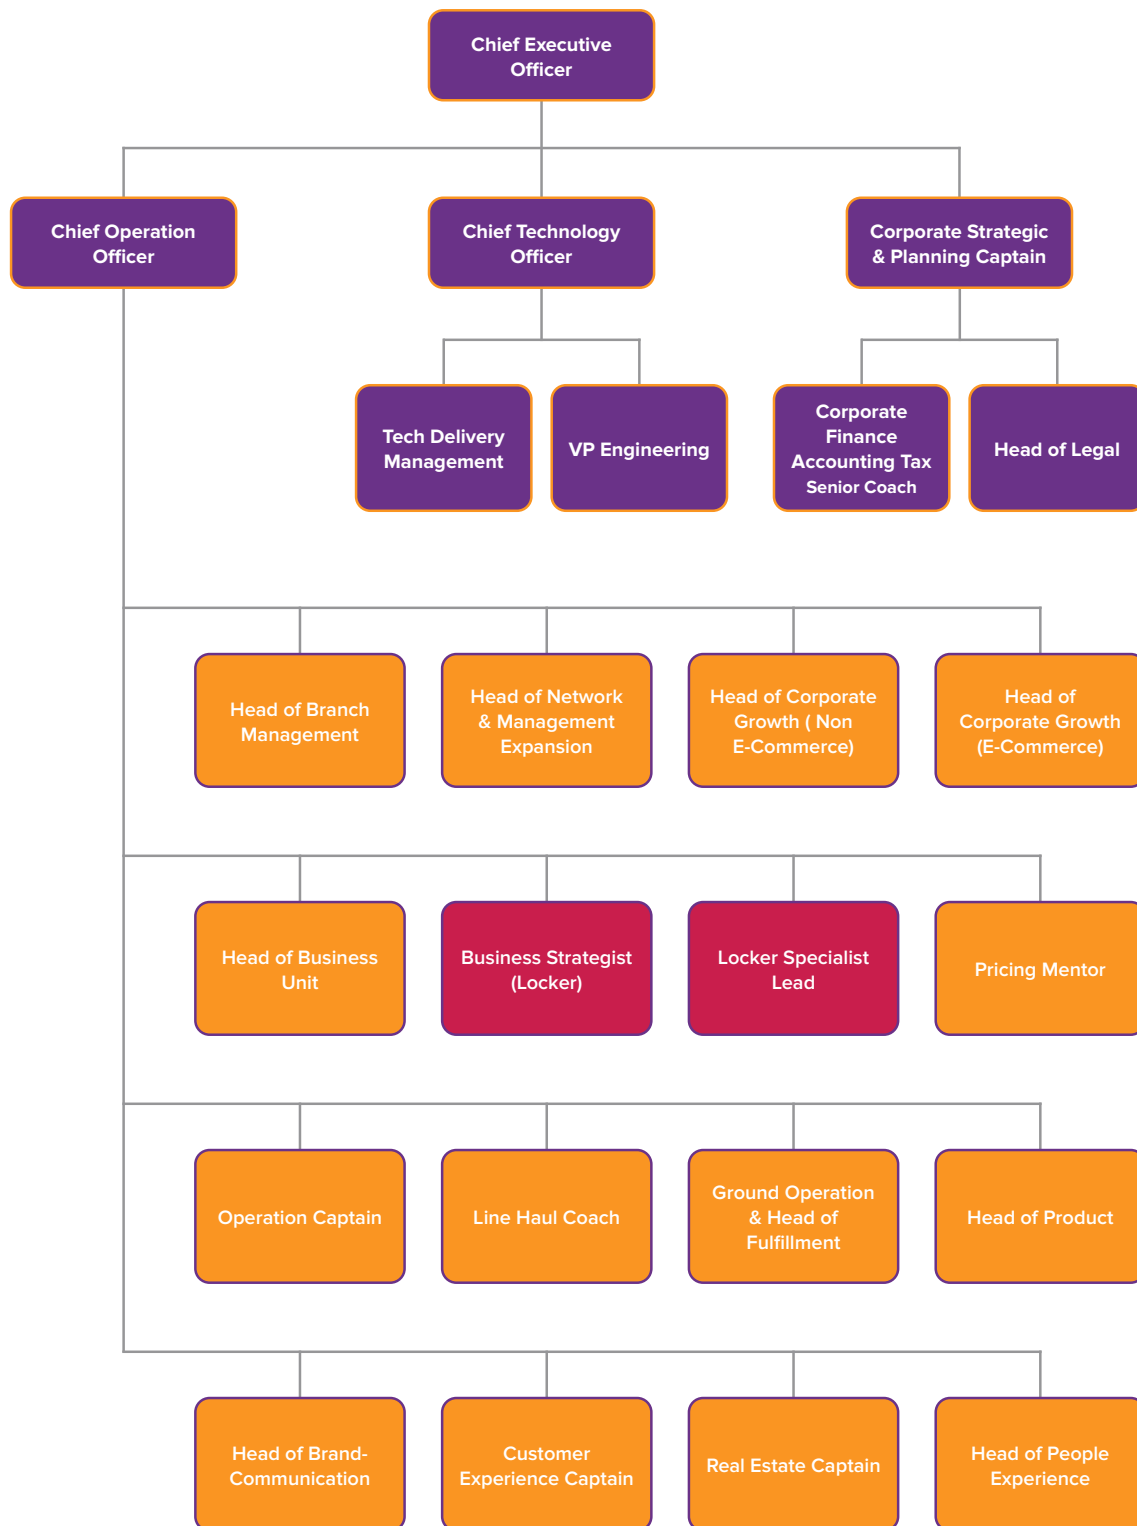 Chief Executive
Officer
Chief Operation
Officer
Chief Technology
Officer
Corporate Strategic
& Planning Captain
Tech Delivery
Management
VP Engineering
Corporate
Finance
Accounting Tax
Senior Coach
Head of Legal
Head of Branch
Management
Head of Network
& Management
Expansion
Head of Corporate
Growth ( Non
E-Commerce)
Head of
Corporate Growth
(E-Commerce)
Head of Business
Unit
Business Strategist
(Locker)
Locker Specialist
Lead
Pricing Mentor
Operation Captain
Line Haul Coach
Ground Operation
& Head of
Fulfillment
Head of Product
Head of Brand-
Communication
Customer
Experience Captain
Real Estate Captain
Head of People
Experience